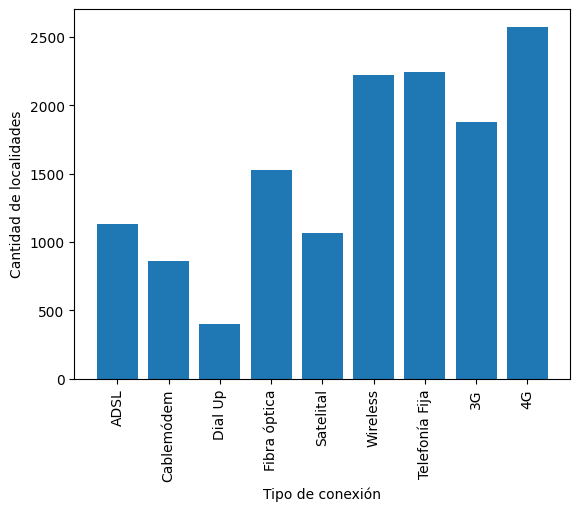 Cantidad de localidades
2500
2000
1500
1000
500
0
ADSL
Cablemódem
Dial Up
Fibra óptica
Satelital
Wireless
Telefonía Fija
3G
4G
Tipo de conexión